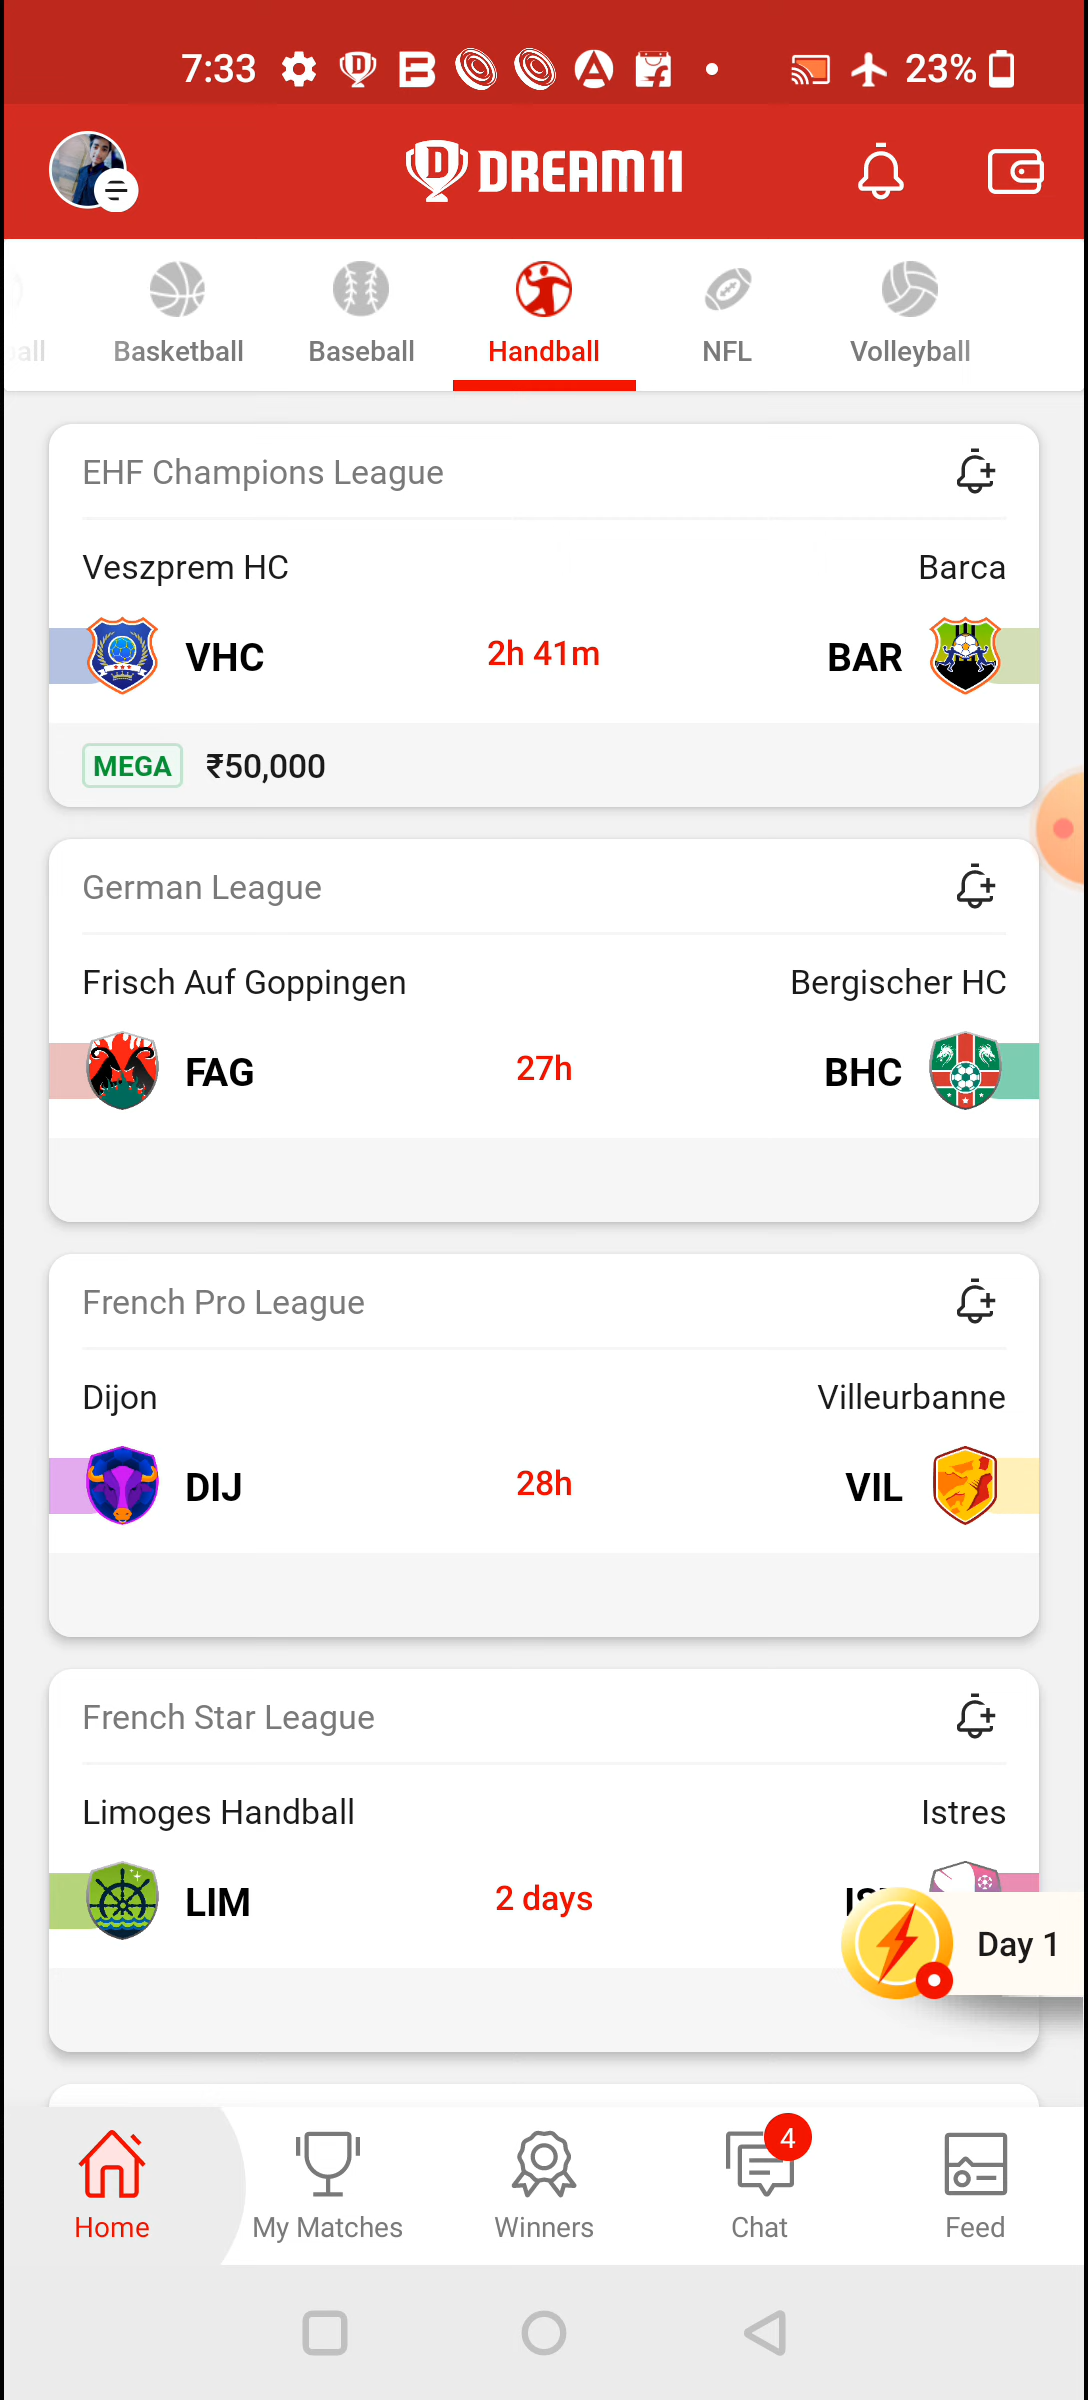 7:33 23%
DREAM11
Basketball Baseball Handball NFL Volleyball
EHF Champions League
Veszprem HC Barca
VHC 2h 41m BAR
MEGA ₹50,000
German League
Frisch Auf Goppingen Bergischer HC
FAG 27h BHC
French Pro League
Dijon Villeurbanne
DIJ 28h VIL
French Star League
Limoges Handball Istres
LIM 2 days
Day 1
4
Home My Matches Winners Chat Feed